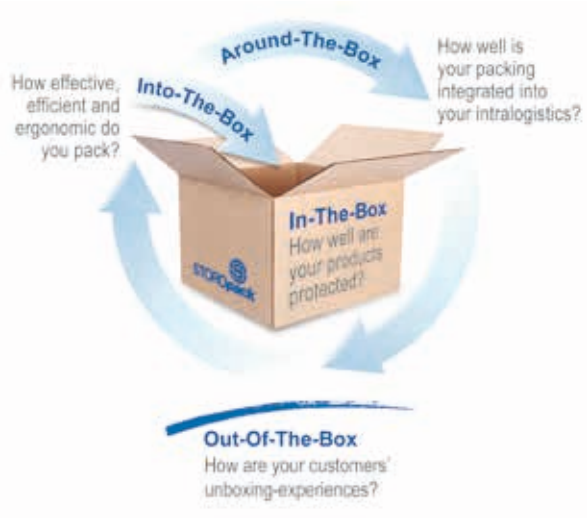 Around-The-Box
How well is
your packing
integrated into
your intralogistics?
Into-The-Box
How effective,
efficient and
ergonomic do
you pack?
In-The-Box
How well are
your products
protected?
STOROpack
Out-Of-The-Box
How are your customers'
unboxing-experiences?